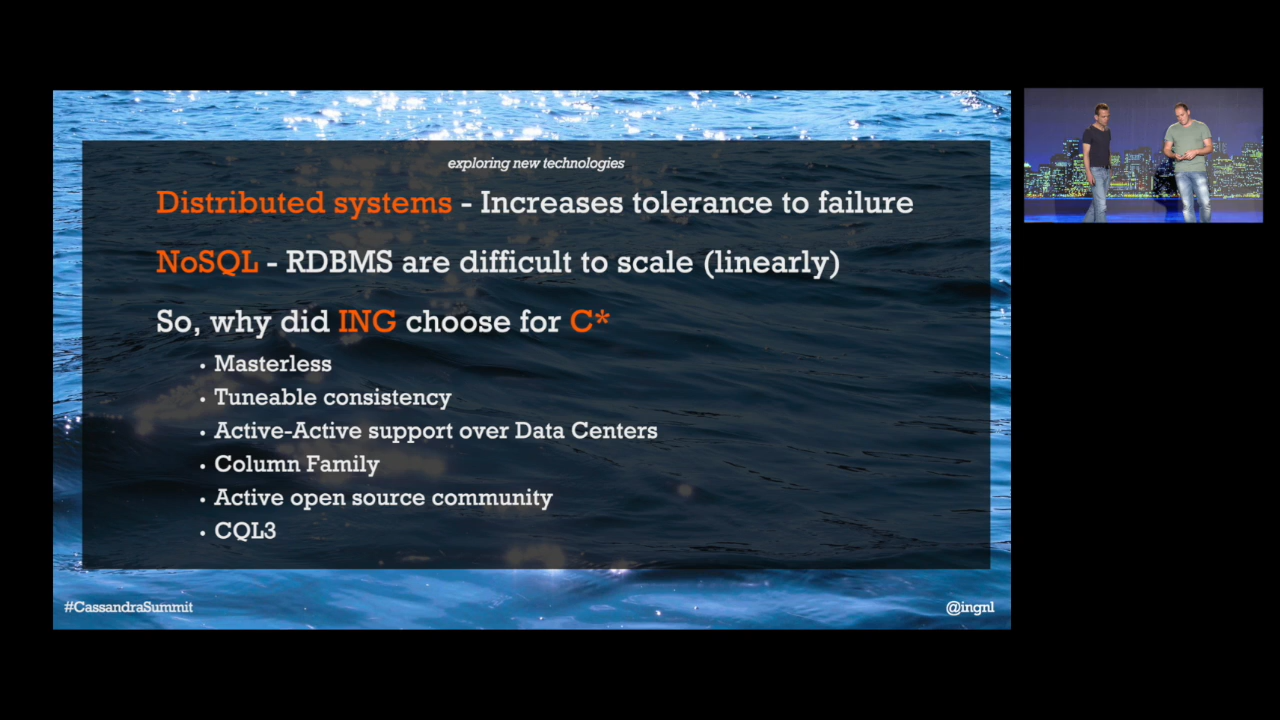 exploring new technologies
Distributed systems - Increases tolerance to failure
NoSQL - RDBMS are difficult to scale (linearly)
So, why did ING choose for C*
• Masterless
• Tuneable consistency
• Active-Active support over Data Centers
• Column Family
• Active open source community
• CQL3
#CassandraSummit
@ingnl